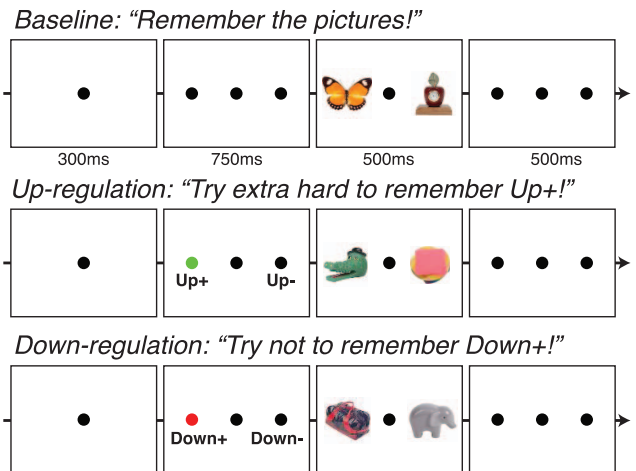 Baseline: “Remember the pictures!”
300ms 750ms 500ms 500ms
Up-regulation: “Try extra hard to remember Up+!”
Up+ Up-
Down-regulation: “Try not to remember Down+!”
Down+ Down-